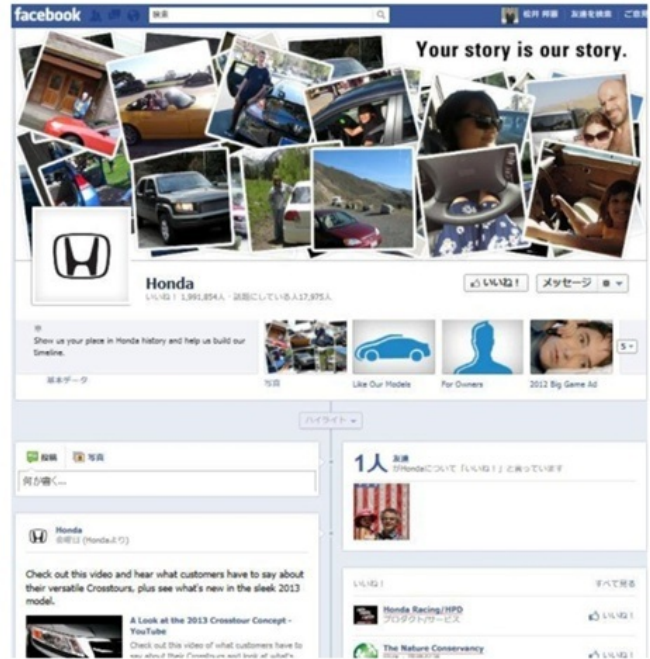 facebook
検索
友達を検索
Your story is our story.
Honda
いいね！ 1,991,854人・話題にしている人17,975人
いいね！
メッセージ
Show us your place in Honda history and help us build our
timeline.
基本データ
写真
Like Our Models
For Owners
2012 Big Game Ad
5
ハイライト
投稿
写真
何か書く...
1人
友達
がHondaについて「いいね！」と言っています
Honda
金曜日 (Hondaより)
Check out this video and hear what customers have to say about
their versatile Crosstours, plus see what's new in the sleek 2013
model.
A Look at the 2013 Crosstour Concept -
YouTube
Check out this video of what customers have to
say about their Crosstours and look at what's
いいね！
すべて見る
Honda Racing/HPD
プロダクト/サービス
いいね！
The Nature Conservancy
いいね！